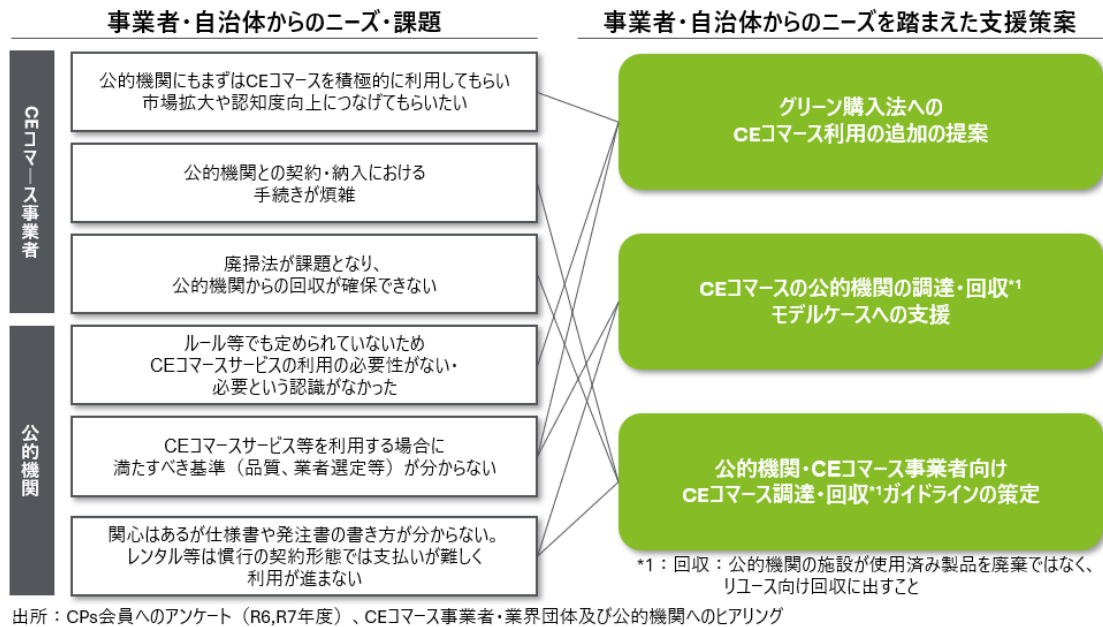 事業者・自治体からのニーズ・課題
CEコマース事業者
公的機関にもまずはCEコマースを積極的に利用してもらい
市場拡大や認知度向上につなげてもらいたい
公的機関との契約・納入における
手続きが煩雑
廃掃法が課題となり、
公的機関からの回収が確保できない
公的機関
ルール等でも定められていないため
CEコマースサービスの利用の必要性がない・
必要という認識がなかった
CEコマースサービス等を利用する場合に
満たすべき基準（品質、業者選定等）が分からない
関心はあるが仕様書や発注書の書き方が分からない。
レンタル等は慣行の契約形態では支払いが難しく
利用が進まない
事業者・自治体からのニーズを踏まえた支援策案
グリーン購入法への
CEコマース利用の追加の提案
CEコマースの公的機関の調達・回収*1
モデルケースへの支援
公的機関・CEコマース事業者向け
CEコマース調達・回収*1ガイドラインの策定
*1：回収：公的機関の施設が使用済み製品を廃棄ではなく、
リユース向け回収に出すこと
出所：CPs会員へのアンケート（R6,R7年度）、CEコマース事業者・業界団体及び公的機関へのヒアリング